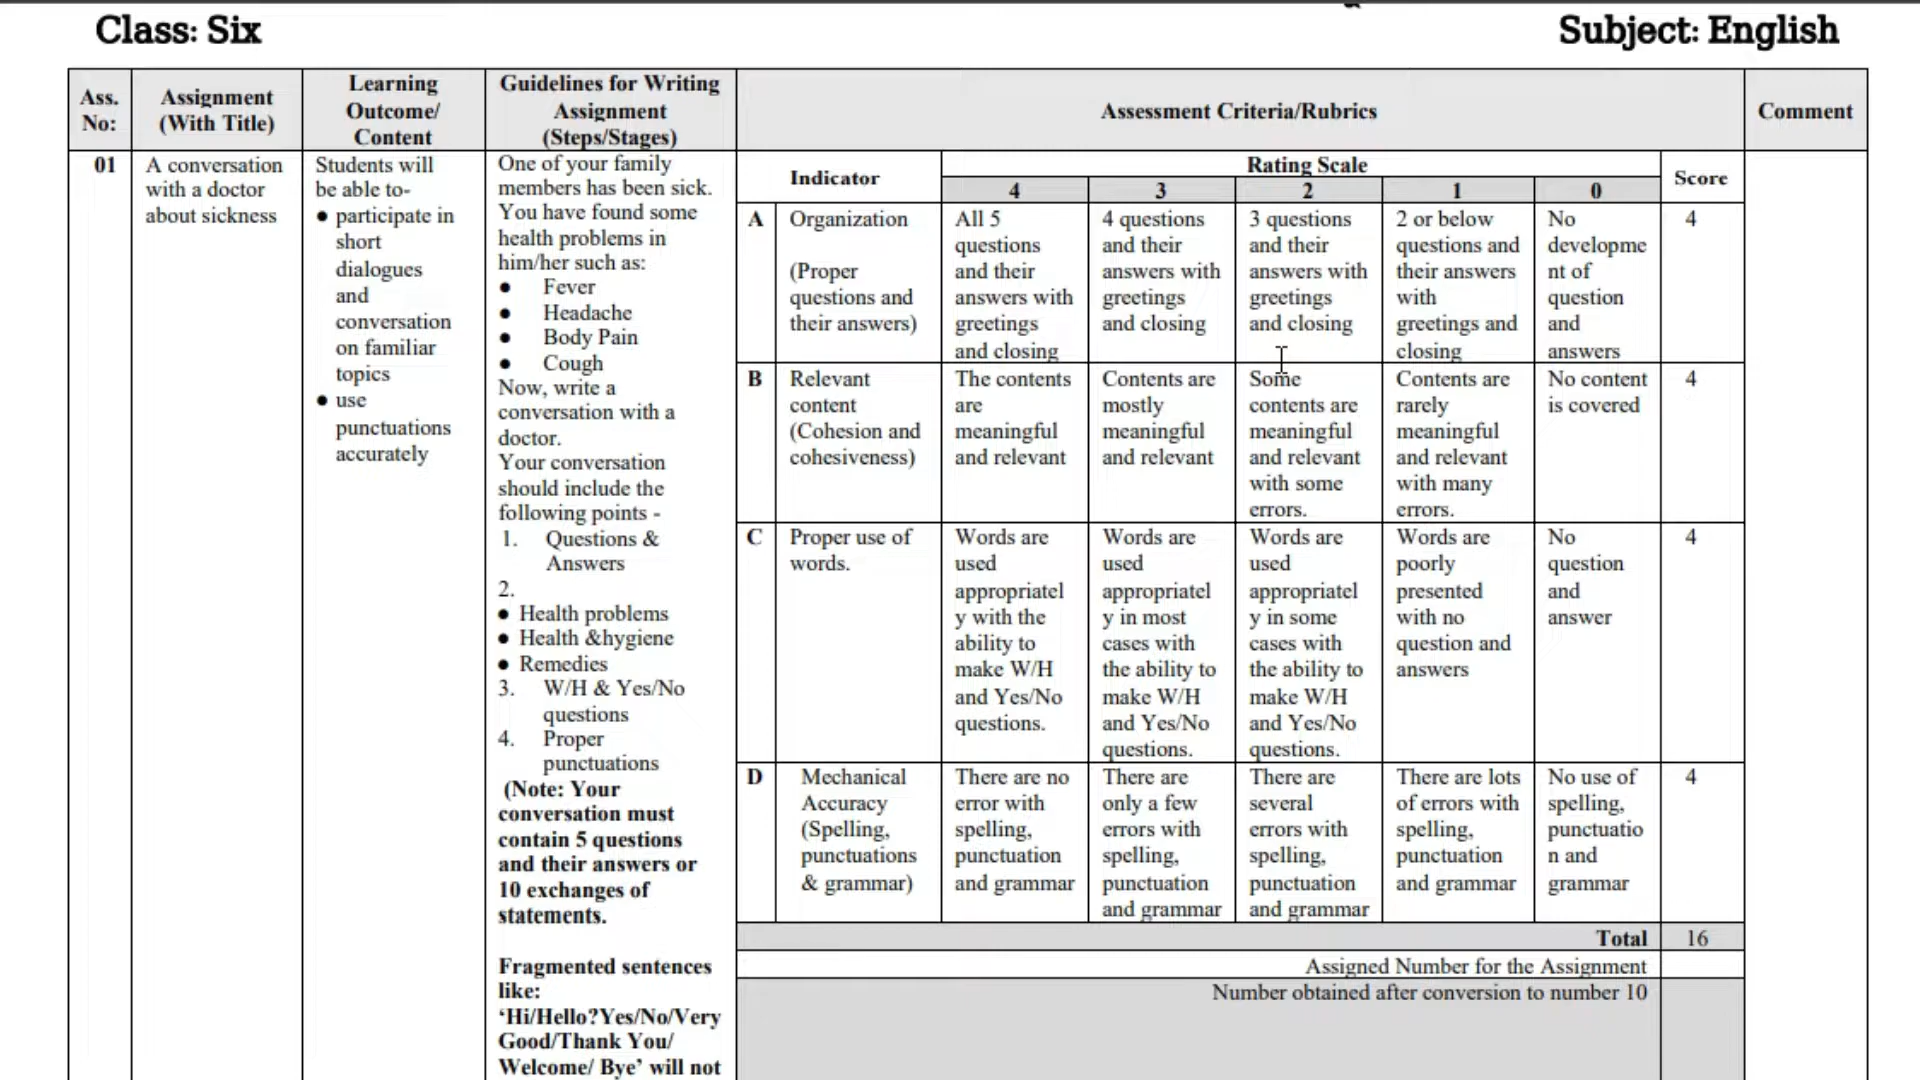 Class: Six
Subject: English
Ass.
No:
Assignment
(With Title)
Learning
Outcome/
Content
Guidelines for Writing
Assignment
(Steps/Stages)
Assessment Criteria/Rubrics
Comment
01
A conversation
with a doctor
about sickness
Students will
be able to-
● participate in
short
dialogues
and
conversation
on familiar
topics
● use
punctuations
accurately
One of your family
members has been sick.
You have found some
health problems in
him/her such as:
● Fever
● Headache
● Body Pain
● Cough
Now, write a
conversation with a
doctor.
Your conversation
should include the
following points -
1. Questions &
Answers
2.
● Health problems
● Health &hygiene
● Remedies
3. W/H & Yes/No
questions
4. Proper
punctuations
(Note: Your
conversation must
contain 5 questions
and their answers or
10 exchanges of
statements.
Fragmented sentences
like:
‘Hi/Hello?Yes/No/Very
Good/Thank You/
Welcome/ Bye’ will not
Indicator
Rating Scale
4
3
2
1
0
Score
A
Organization
(Proper
questions and
their answers)
All 5
questions
and their
answers with
greetings
and closing
4 questions
and their
answers with
greetings
and closing
3 questions
and their
answers with
greetings
and closing
2 or below
questions and
their answers
with
greetings and
closing
No
developme
nt of
question
and
answers
4
B
Relevant
content
(Cohesion and
cohesiveness)
The contents
are
meaningful
and relevant
Contents are
mostly
meaningful
and relevant
Some
contents are
meaningful
and relevant
with some
errors.
Contents are
rarely
meaningful
and relevant
with many
errors.
No content
is covered
4
C
Proper use of
words.
Words are
used
appropriatel
y with the
ability to
make W/H
and Yes/No
questions.
Words are
used
appropriatel
y in most
cases with
the ability to
make W/H
and Yes/No
questions.
Words are
used
appropriatel
y in some
cases with
the ability to
make W/H
and Yes/No
questions.
Words are
poorly
presented
with no
question and
answers
No
question
and
answer
4
D
Mechanical
Accuracy
(Spelling,
punctuations
& grammar)
There are no
error with
spelling,
punctuation
and grammar
There are
only a few
errors with
spelling,
punctuation
and grammar
There are
several
errors with
spelling,
punctuation
and grammar
There are lots
of errors with
spelling,
punctuation
and grammar
No use of
spelling,
punctuatio
n and
grammar
4
Total
16
Assigned Number for the Assignment
Number obtained after conversion to number 10